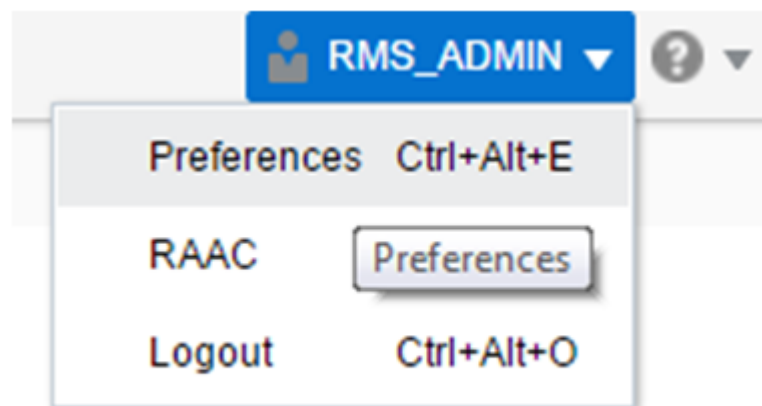 RMS_ADMIN
Preferences Ctrl+Alt+E
RAAC
Preferences
Logout Ctrl+Alt+O